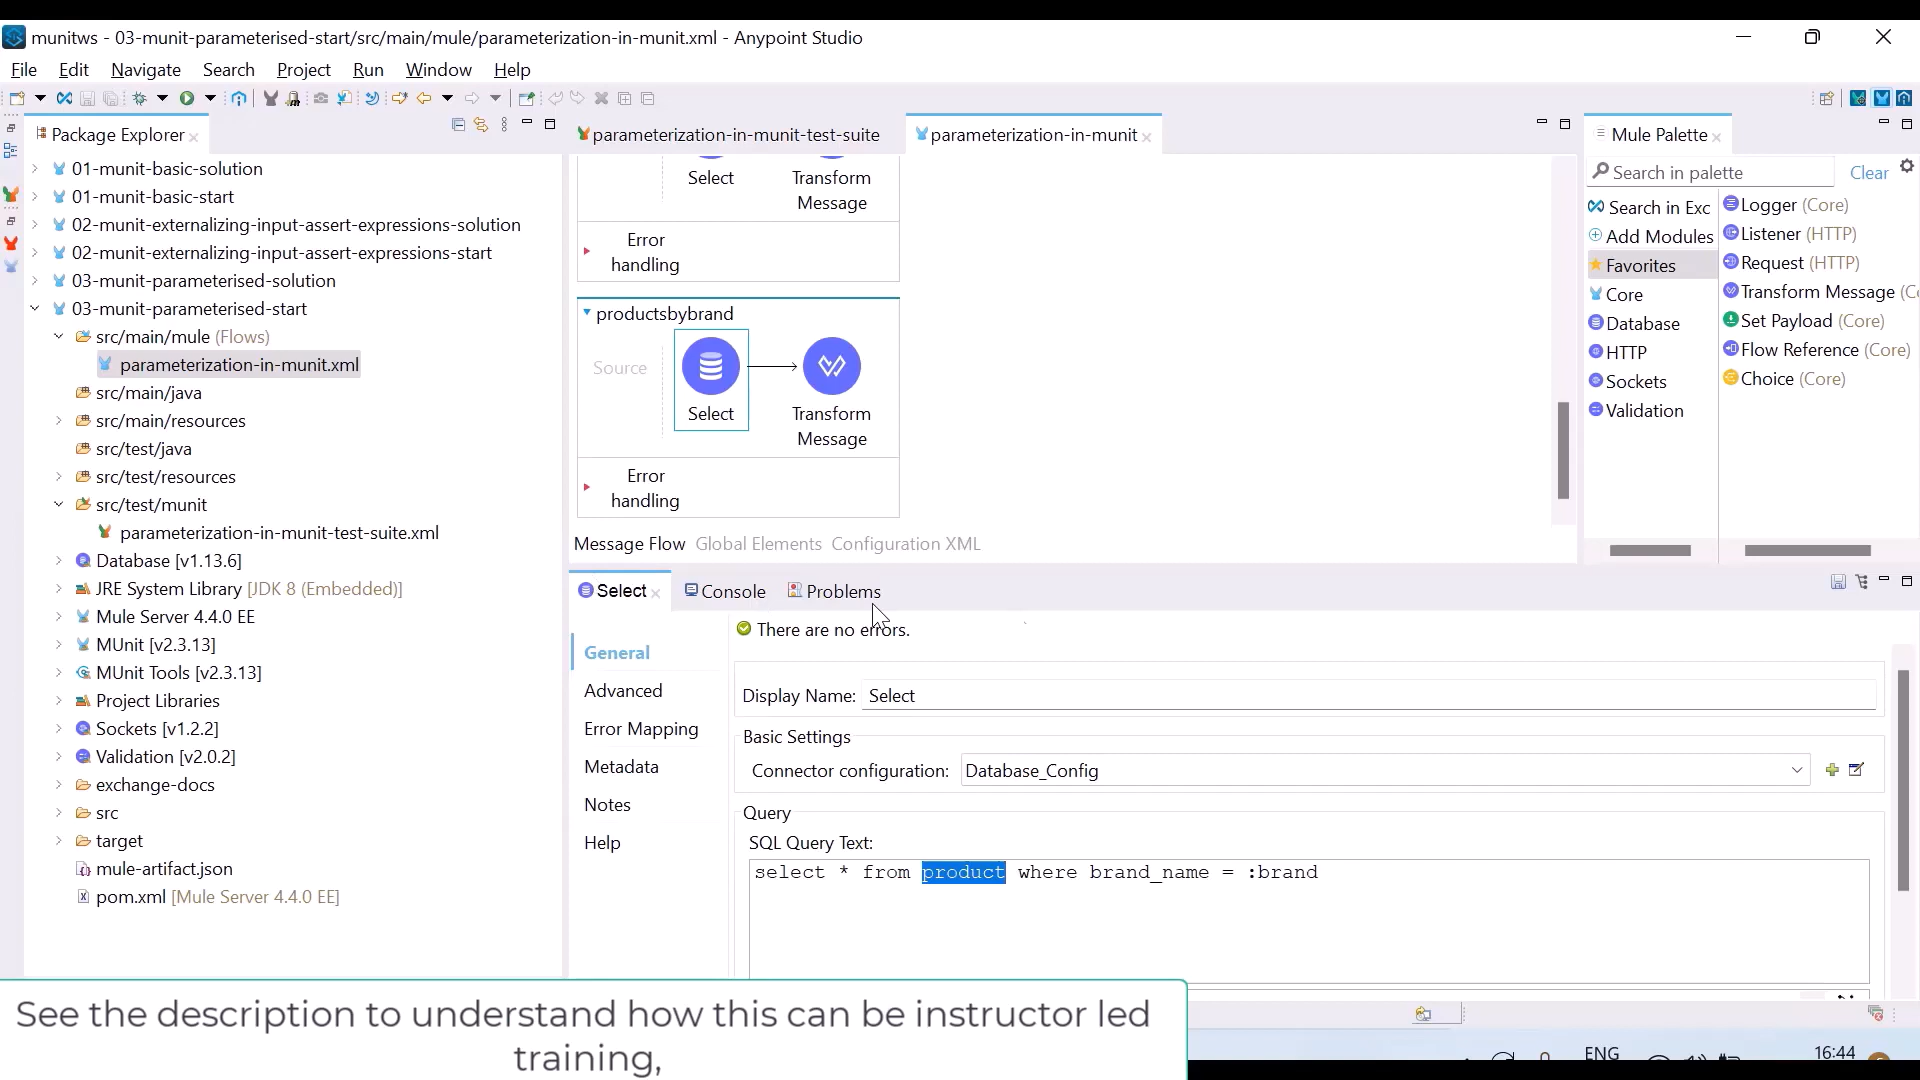 munitws - 03-munit-parameterised-start/src/main/mule/parameterization-in-munit.xml - Anypoint Studio
File Edit Navigate Search Project Run Window Help
Package Explorer
01-munit-basic-solution
01-munit-basic-start
02-munit-externalizing-input-assert-expressions-solution
02-munit-externalizing-input-assert-expressions-start
03-munit-parameterised-solution
03-munit-parameterised-start
src/main/mule (Flows)
parameterization-in-munit.xml
src/main/java
src/main/resources
src/test/java
src/test/resources
src/test/munit
parameterization-in-munit-test-suite.xml
Database [v1.13.6]
JRE System Library [JDK 8 (Embedded)]
Mule Server 4.4.0 EE
MUnit [v2.3.13]
MUnit Tools [v2.3.13]
Project Libraries
Sockets [v1.2.2]
Validation [v2.0.2]
exchange-docs
src
target
mule-artifact.json
pom.xml [Mule Server 4.4.0 EE]
parameterization-in-munit-test-suite
parameterization-in-munit
Select
Transform
Message
Error
handling
productsbybrand
Source
Select
Transform
Message
Error
handling
Message Flow Global Elements Configuration XML
Mule Palette
Search in palette
Clear
Search in Exc
Add Modules
Favorites
Core
Database
HTTP
Sockets
Validation
Logger (Core)
Listener (HTTP)
Request (HTTP)
Transform Message (Co
Set Payload (Core)
Flow Reference (Core)
Choice (Core)
Select
Console
Problems
There are no errors.
General
Advanced
Error Mapping
Metadata
Notes
Help
Display Name: Select
Basic Settings
Connector configuration: Database_Config
Query
SQL Query Text:
select * from product where brand_name = :brand
See the description to understand how this can be instructor led
training,
ENG
16:44